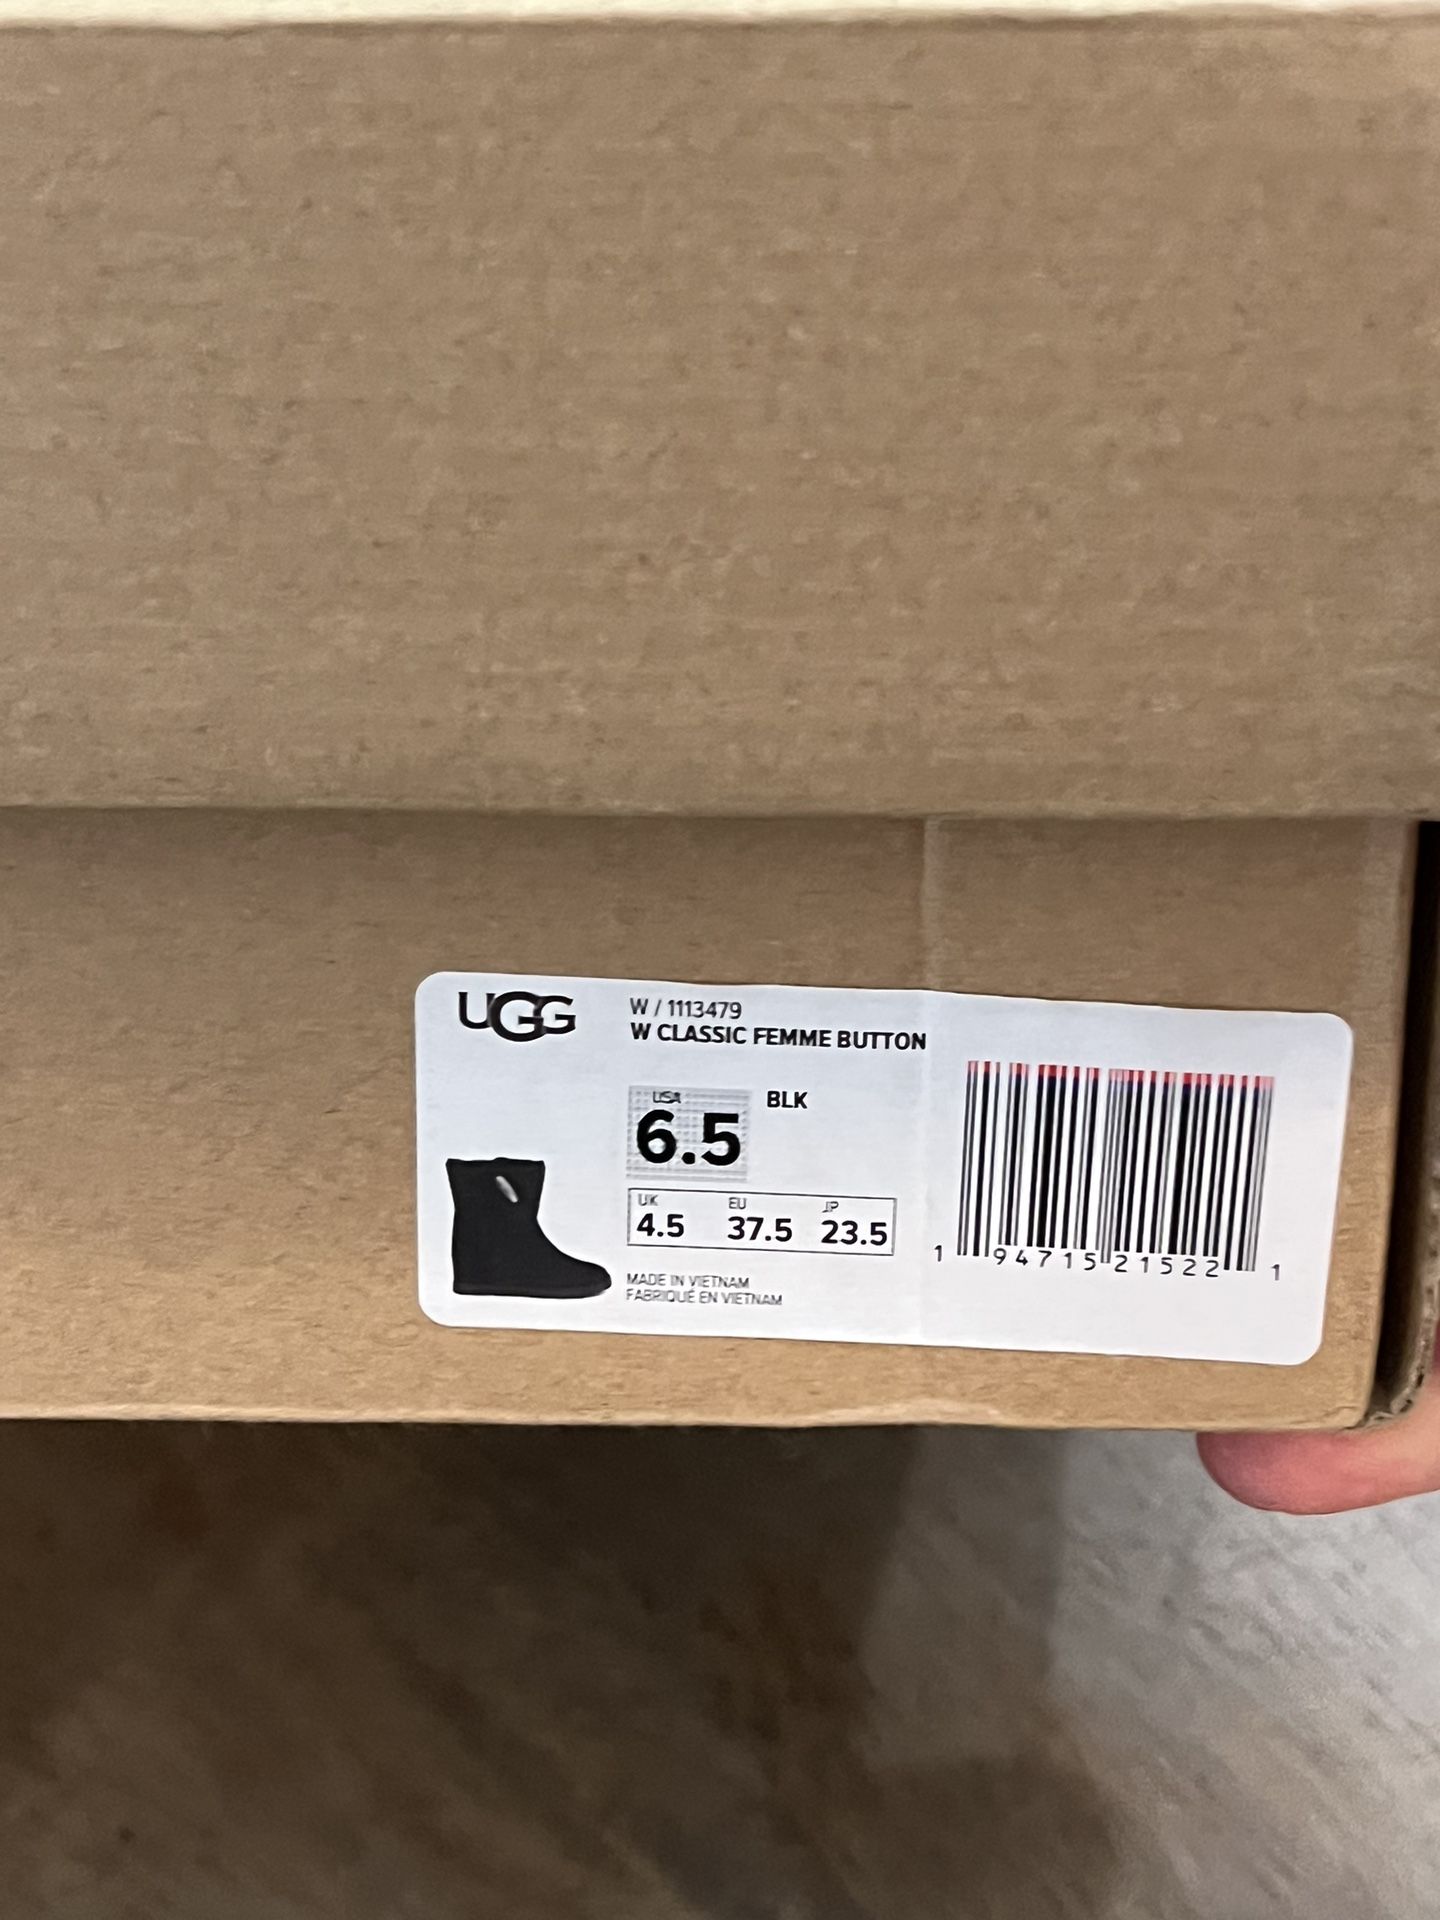 UGG
W / 1113479
W CLASSIC FEMME BUTTON
USA
6.5
BLK
UK EU JP
4.5 37.5 23.5
MADE IN VIETNAM
FABRIQUÉ EN VIETNAM
1 94715 21522 1